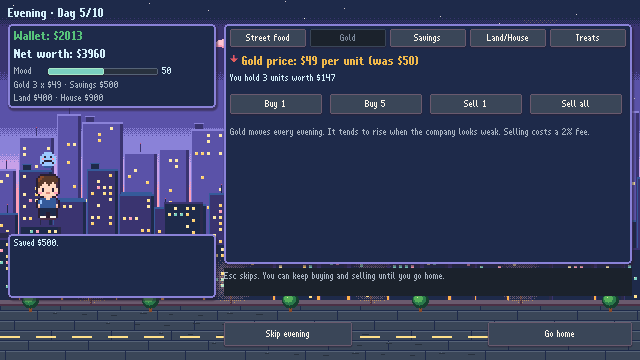 Evening · Day 5/10
Wallet: $2013
Net worth: $3960
Mood 50
Gold 3 x $49 · Savings $500
Land $400 · House $900
Street food
Gold
Savings
Land/House
Treats
Gold price: $49 per unit (was $50)
You hold 3 units worth $147
Buy 1
Buy 5
Sell 1
Sell all
Gold moves every evening. It tends to rise when the company looks weak. Selling costs a 2% fee.
Saved $500.
Esc skips. You can keep buying and selling until you go home.
Skip evening
Go home